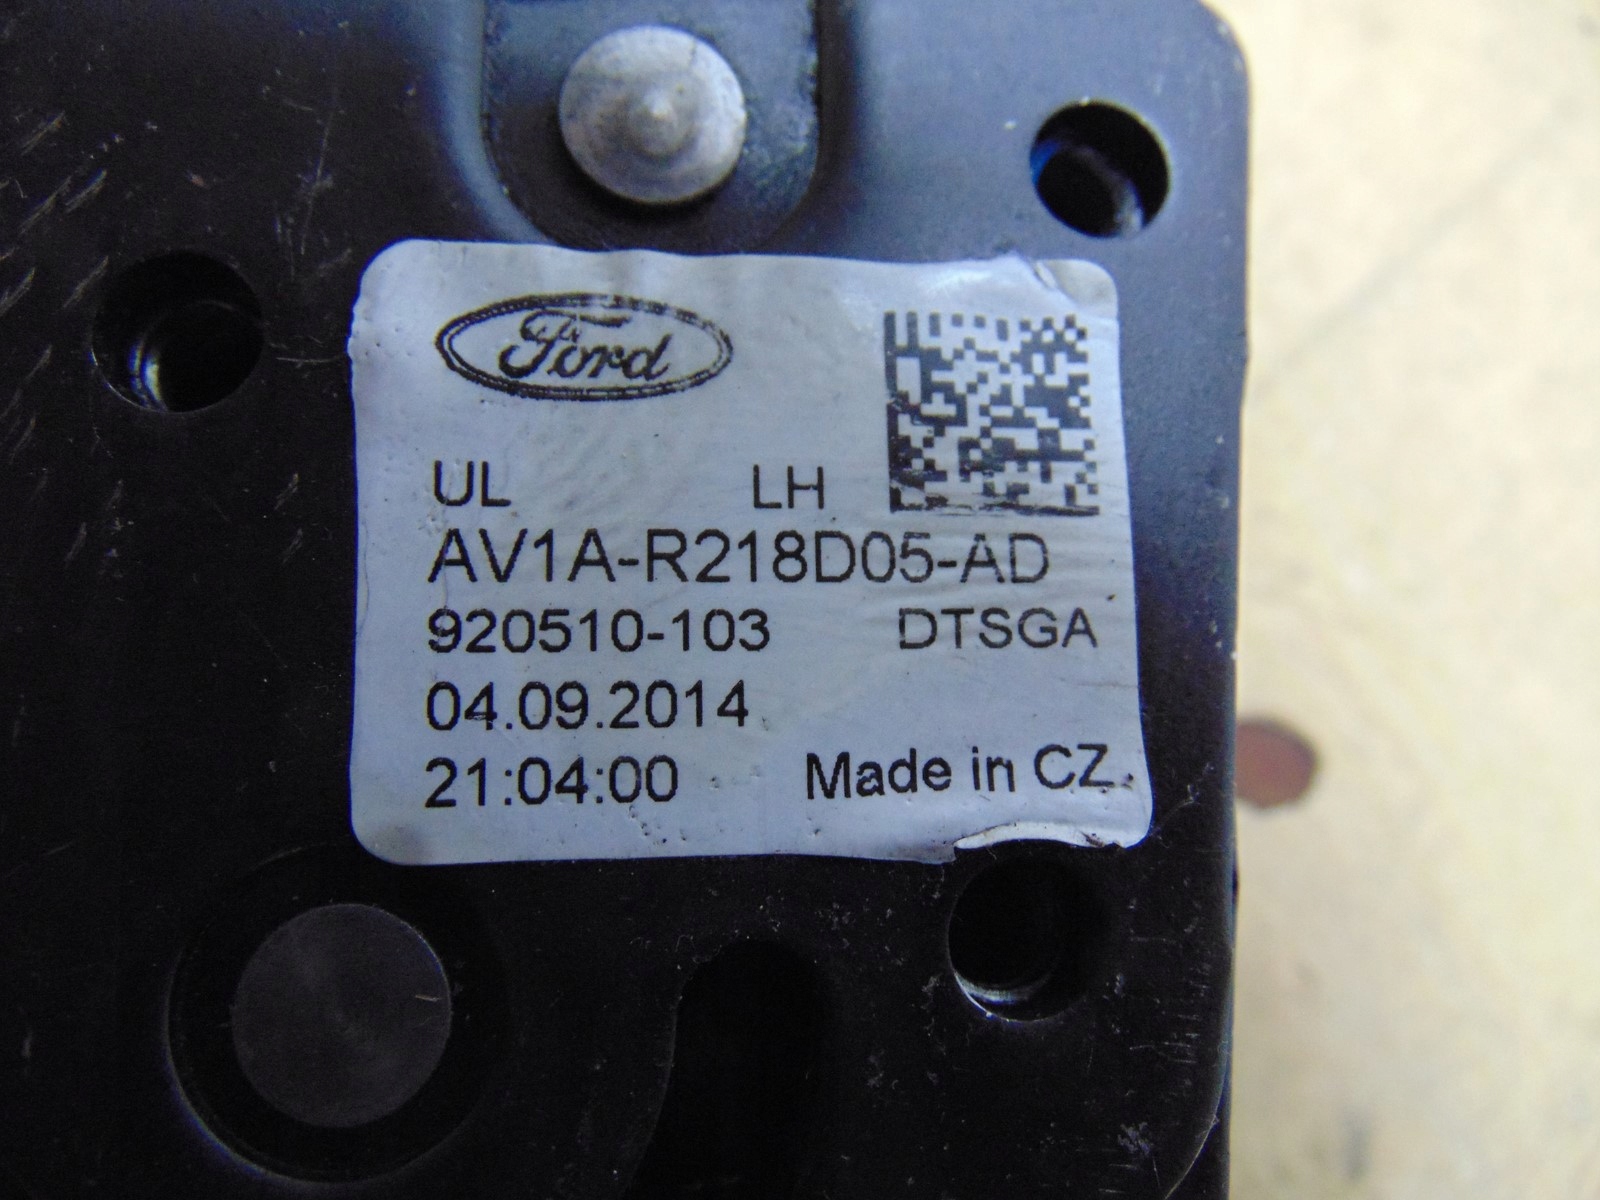 Ford
UL LH
AV1A-R218D05-AD
920510-103 DTSGA
04.09.2014
21:04:00 Made in CZ.